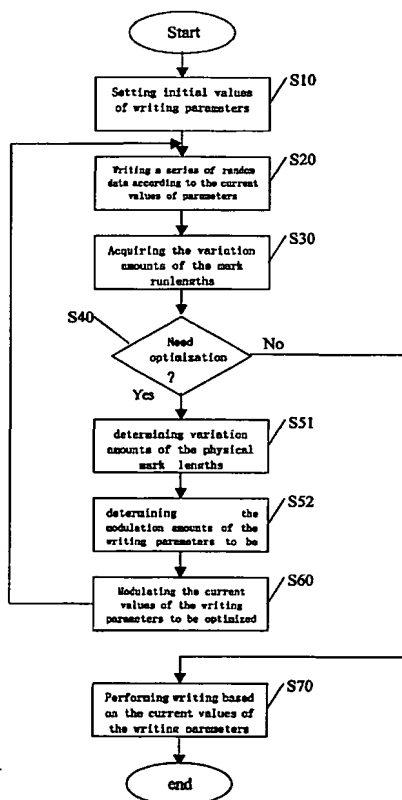 Start
Setting initial values
of writing parameters
S10
Writing a series of random
data according to the current
values of parameters
S20
Acquiring the variation
amounts of the mark
runlengths
S30
S40
Need
optimization
?
No
Yes
determining variation
amounts of the physical
mark lengths
S51
determining the
modulation amounts of the
writing parameters to be
S52
Modulating the current
values of the writing
parameters to be optimized
S60
Performing writing based
on the current values of
the writing parameters
S70
end